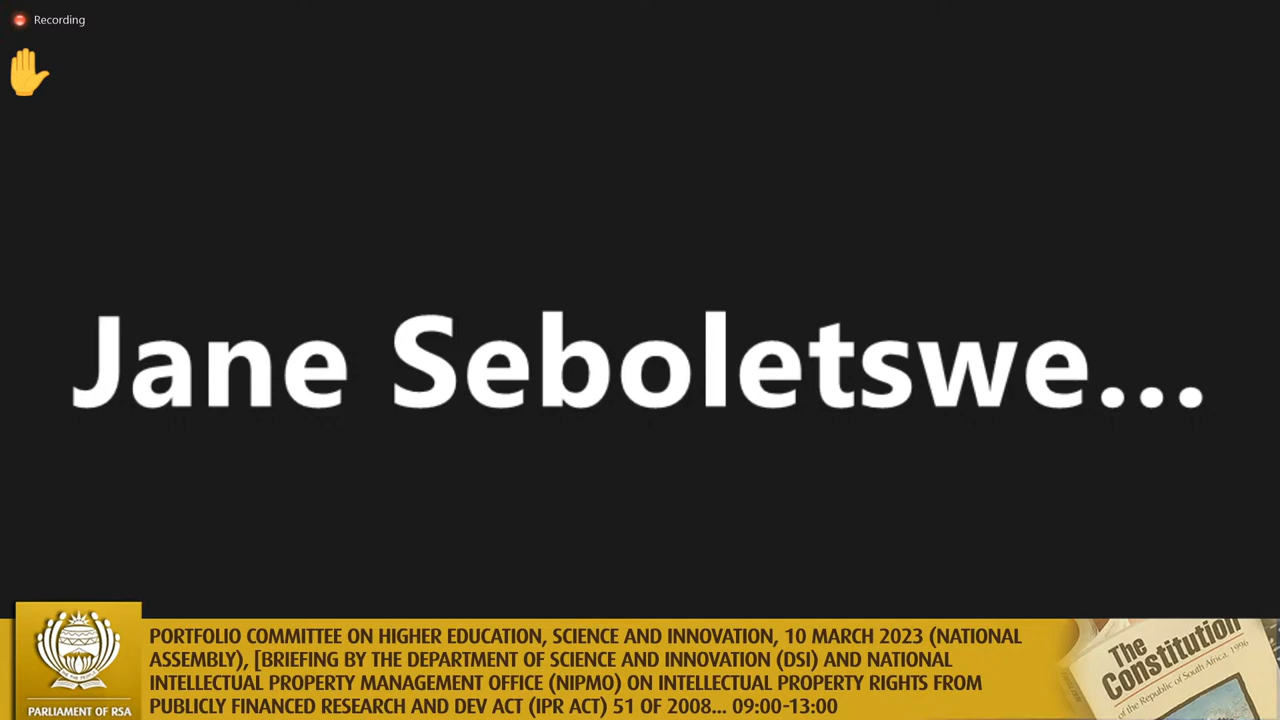 Recording
Jane Seboletswe...
PORTFOLIO COMMITTEE ON HIGHER EDUCATION, SCIENCE AND INNOVATION, 10 MARCH 2023 (NATIONAL
ASSEMBLY), [BRIEFING BY THE DEPARTMENT OF SCIENCE AND INNOVATION (DSI) AND NATIONAL
INTELLECTUAL PROPERTY MANAGEMENT OFFICE (NIPMO) ON INTELLECTUAL PROPERTY RIGHTS FROM
PUBLICLY FINANCED RESEARCH AND DEV ACT (IPR ACT) 51 OF 2008... 09:00-13:00
PARLIAMENT OF RSA
The
Constitution
of the Republic of South Africa, 1996